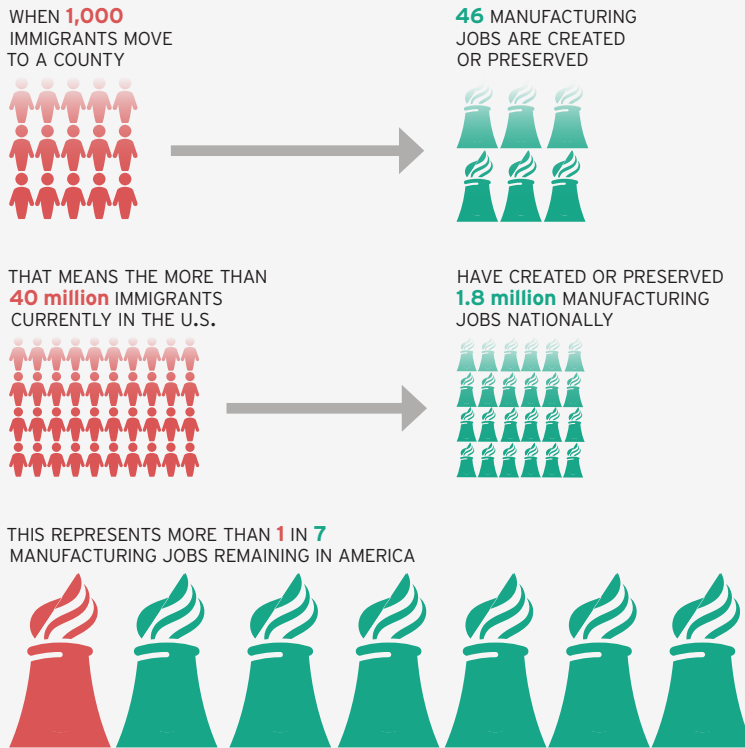 WHEN 1,000
IMMIGRANTS MOVE
TO A COUNTY
46 MANUFACTURING
JOBS ARE CREATED
OR PRESERVED
THAT MEANS THE MORE THAN
40 million IMMIGRANTS
CURRENTLY IN THE U.S.
HAVE CREATED OR PRESERVED
1.8 million MANUFACTURING
JOBS NATIONALLY
THIS REPRESENTS MORE THAN 1 IN 7
MANUFACTURING JOBS REMAINING IN AMERICA